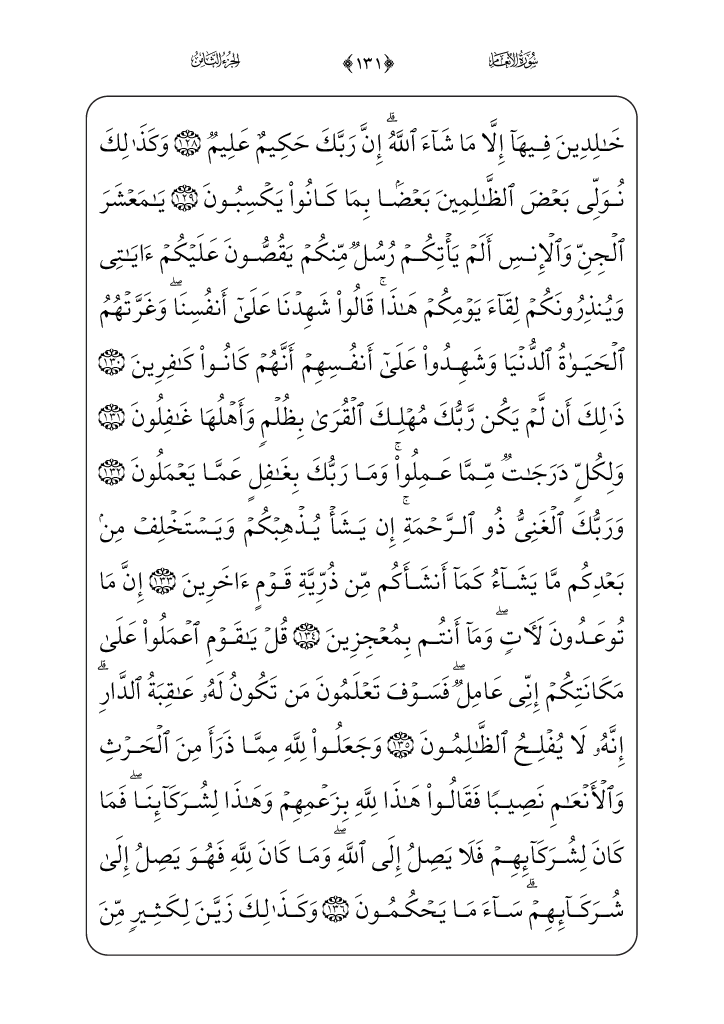 سُورَةُ الأَنْعَامِ ﴿١٣١﴾ الجُزْءُ الثَّامِنُ
خَٰلِدِينَ فِيهَآ إِلَّا مَا شَآءَ ٱللَّهُۗ إِنَّ رَبَّكَ حَكِيمٌ عَلِيمٌ ١٢٨ وَكَذَٰلِكَ
نُوَلِّي بَعْضَ ٱلظَّٰلِمِينَ بَعْضَۢا بِمَا كَانُوا۟ يَكْسِبُونَ ١٢٩ يَٰمَعْشَرَ
ٱلْجِنِّ وَٱلْإِنسِ أَلَمْ يَأْتِكُمْ رُسُلٌ مِّنكُمْ يَقُصُّونَ عَلَيْكُمْ ءَايَٰتِى
وَيُنذِرُونَكُمْ لِقَآءَ يَوْمِكُمْ هَٰذَاۚ قَالُوا۟ شَهِدْنَا عَلَىٰٓ أَنفُسِنَاۖ وَغَرَّتْهُمُ
ٱلْحَيَوٰةُ ٱلدُّنْيَا وَشَهِدُوا۟ عَلَىٰٓ أَنفُسِهِمْ أَنَّهُمْ كَانُوا۟ كَٰفِرِينَ ١٣٠
ذَٰلِكَ أَن لَّمْ يَكُن رَّبُّكَ مُهْلِكَ ٱلْقُرَىٰ بِظُلْمٍ وَأَهْلُهَا غَٰفِلُونَ ١٣١
وَلِكُلٍّ دَرَجَٰتٌ مِّمَّا عَمِلُوا۟ۚ وَمَا رَبُّكَ بِغَٰفِلٍ عَمَّا يَعْمَلُونَ ١٣٢
وَرَبُّكَ ٱلْغَنِىُّ ذُو ٱلرَّحْمَةِۚ إِن يَشَأْ يُذْهِبْكُمْ وَيَسْتَخْلِفْ مِنۢ
بَعْدِكُم مَّا يَشَآءُ كَمَآ أَنشَأَكُم مِّن ذُرِّيَّةِ قَوْمٍ ءَاخَرِينَ ١٣٣ إِنَّ مَا
تُوعَدُونَ لَءَاتٍۖ وَمَآ أَنتُم بِمُعْجِزِينَ ١٣٤ قُلْ يَٰقَوْمِ ٱعْمَلُوا۟ عَلَىٰ
مَكَانَتِكُمْ إِنِّى عَامِلٌۖ فَسَوْفَ تَعْلَمُونَ مَن تَكُونُ لَهُۥ عَٰقِبَةُ ٱلدَّارِۗ
إِنَّهُۥ لَا يُفْلِحُ ٱلظَّٰلِمُونَ ١٣٥ وَجَعَلُوا۟ لِلَّهِ مِمَّا ذَرَأَ مِنَ ٱلْحَرْثِ
وَٱلْأَنْعَٰمِ نَصِيبًا فَقَالُوا۟ هَٰذَا لِلَّهِ بِزَعْمِهِمْ وَهَٰذَا لِشُرَكَآئِنَاۖ فَمَا
كَانَ لِشُرَكَآئِهِمْ فَلَا يَصِلُ إِلَى ٱللَّهِۖ وَمَا كَانَ لِلَّهِ فَهُوَ يَصِلُ إِلَىٰ
شُرَكَآئِهِمْۗ سَآءَ مَا يَحْكُمُونَ ١٣٦ وَكَذَٰلِكَ زَيَّنَ لِكَثِيرٍ مِّنَ